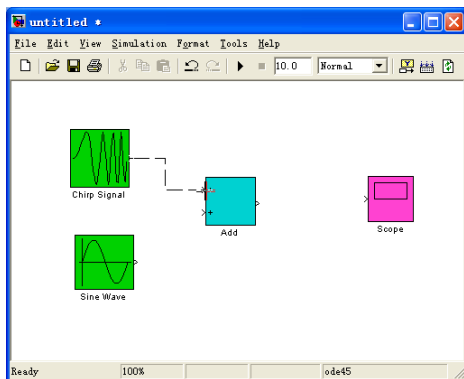 untitled *
File Edit View Simulation Format Tools Help
10.0 Normal
Chirp Signal
+
Add
Scope
Sine Wave
Ready 100% ode45